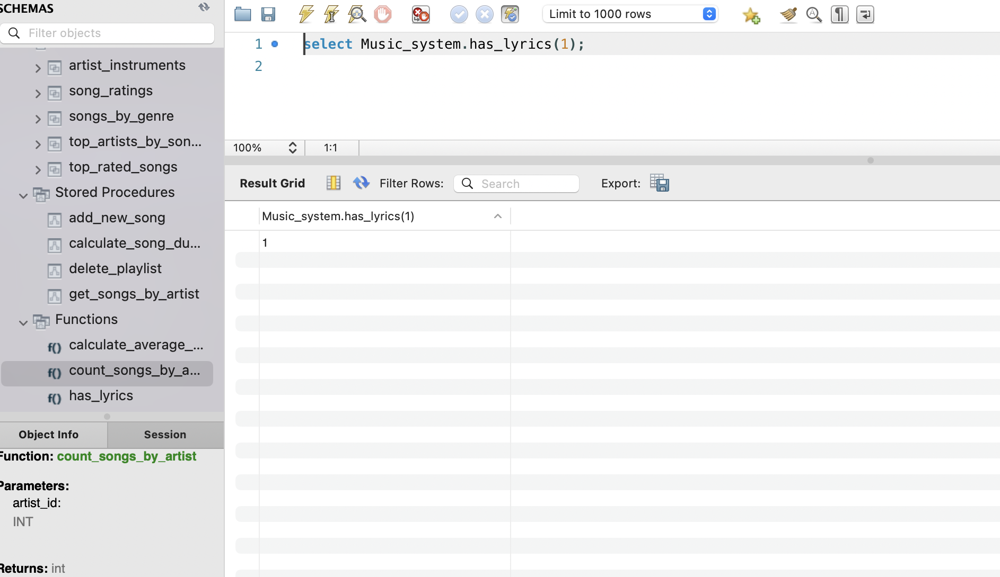 SCHEMAS
Filter objects
artist_instruments
song_ratings
songs_by_genre
top_artists_by_son...
top_rated_songs
Stored Procedures
add_new_song
calculate_song_du...
delete_playlist
get_songs_by_artist
Functions
f() calculate_average_...
f() count_songs_by_a...
f() has_lyrics
Object Info Session
Function: count_songs_by_artist
Parameters:
artist_id:
INT
Returns: int
Limit to 1000 rows
1 select Music_system.has_lyrics(1);
2
100% 1:1
Result Grid Filter Rows: Search Export:
Music_system.has_lyrics(1)
1